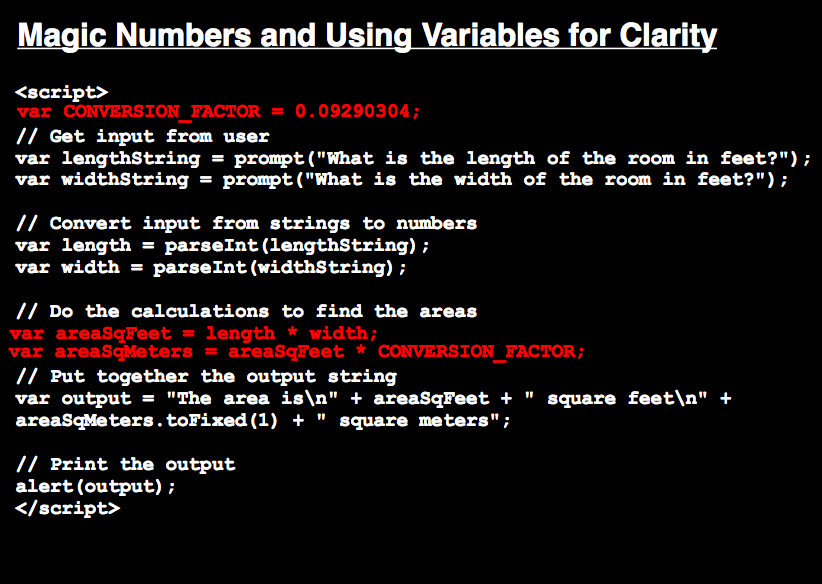 Magic Numbers and Using Variables for Clarity
<script>
var CONVERSION_FACTOR = 0.09290304;
// Get input from user
var lengthString = prompt("What is the length of the room in feet?");
var widthString = prompt("What is the width of the room in feet?");
// Convert input from strings to numbers
var length = parseInt(lengthString);
var width = parseInt(widthString);
// Do the calculations to find the areas
var areaSqFeet = length * width;
var areaSqMeters = areaSqFeet * CONVERSION_FACTOR;
// Put together the output string
var output = "The area is\n" + areaSqFeet + " square feet\n" +
areaSqMeters.toFixed(1) + " square meters";
// Print the output
alert(output);
</script>